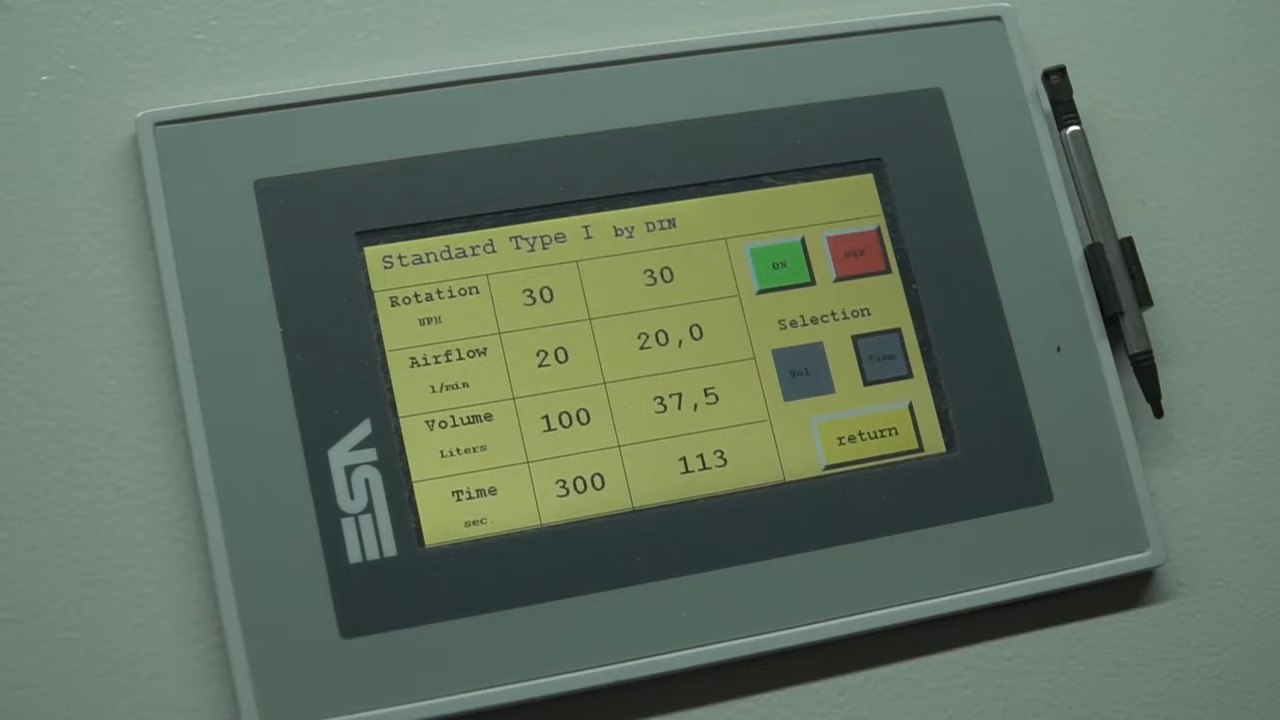 Standard Type I by DIN
Rotation 30 30
UPM
Airflow 20 20,0
l/min
Volume 100 37,5
Liters
Time 300 113
sec.
ON OFF
Selection
Vol Time
return